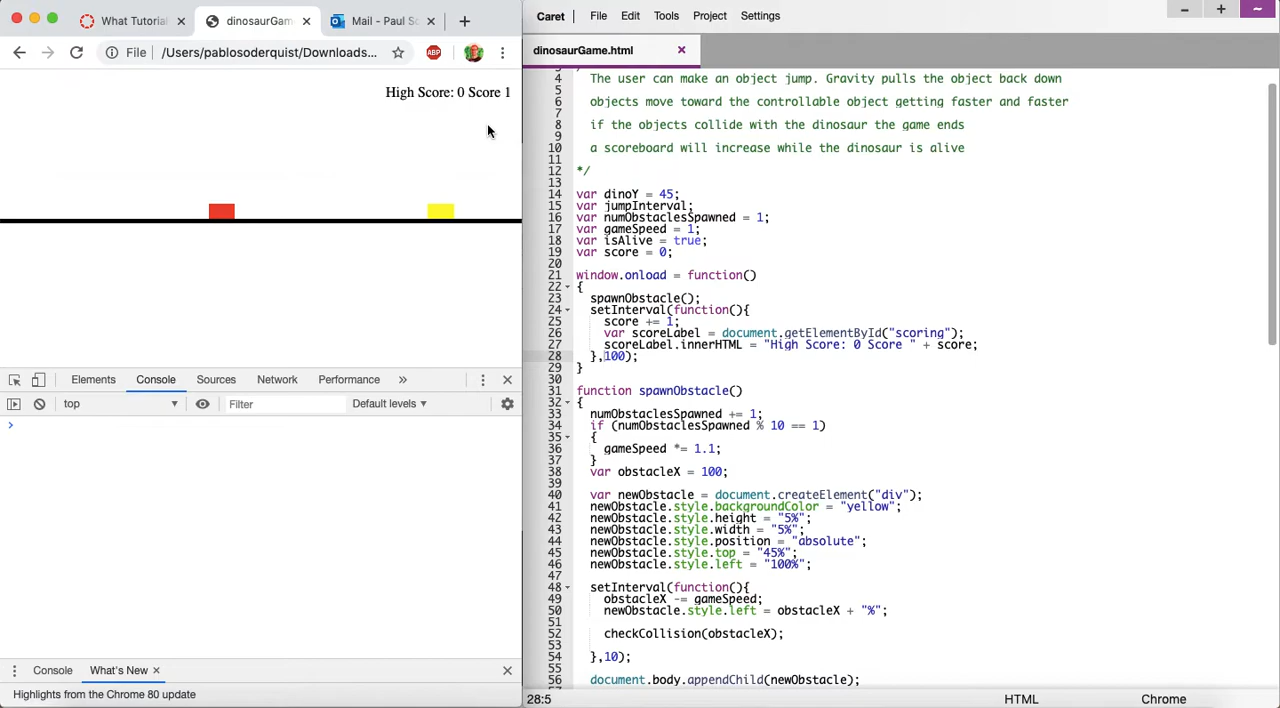 What Tutorial
dinosaurGam
Mail - Paul So
File
/Users/pablosoderquist/Downloads...
ABP
High Score: 0 Score 1
Elements
Console
Sources
Network
Performance
»
top
Filter
Default levels
Console
What's New
Highlights from the Chrome 80 update
Caret
File
Edit
Tools
Project
Settings
dinosaurGame.html
4 The user can make an object jump. Gravity pulls the object back down
5
6 objects move toward the controllable object getting faster and faster
7
8 if the objects collide with the dinosaur the game ends
9
10 a scoreboard will increase while the dinosaur is alive
11
12 */
13
14 var dinoY = 45;
15 var jumpInterval;
16 var numObstaclesSpawned = 1;
17 var gameSpeed = 1;
18 var isAlive = true;
19 var score = 0;
20
21 window.onload = function()
22 {
23 spawnObstacle();
24 setInterval(function(){
25 score += 1;
26 var scoreLabel = document.getElementById("scoring");
27 scoreLabel.innerHTML = "High Score: 0 Score " + score;
28 },100);
29 }
30
31 function spawnObstacle()
32 {
33 numObstaclesSpawned += 1;
34 if (numObstaclesSpawned % 10 == 1)
35 {
36 gameSpeed *= 1.1;
37 }
38 var obstacleX = 100;
39
40 var newObstacle = document.createElement("div");
41 newObstacle.style.backgroundColor = "yellow";
42 newObstacle.style.height = "5%";
43 newObstacle.style.width = "5%";
44 newObstacle.style.position = "absolute";
45 newObstacle.style.top = "45%";
46 newObstacle.style.left = "100%";
47
48 setInterval(function(){
49 obstacleX -= gameSpeed;
50 newObstacle.style.left = obstacleX + "%";
51
52 checkCollision(obstacleX);
53
54 },10);
55
56 document.body.appendChild(newObstacle);
28:5
HTML
Chrome